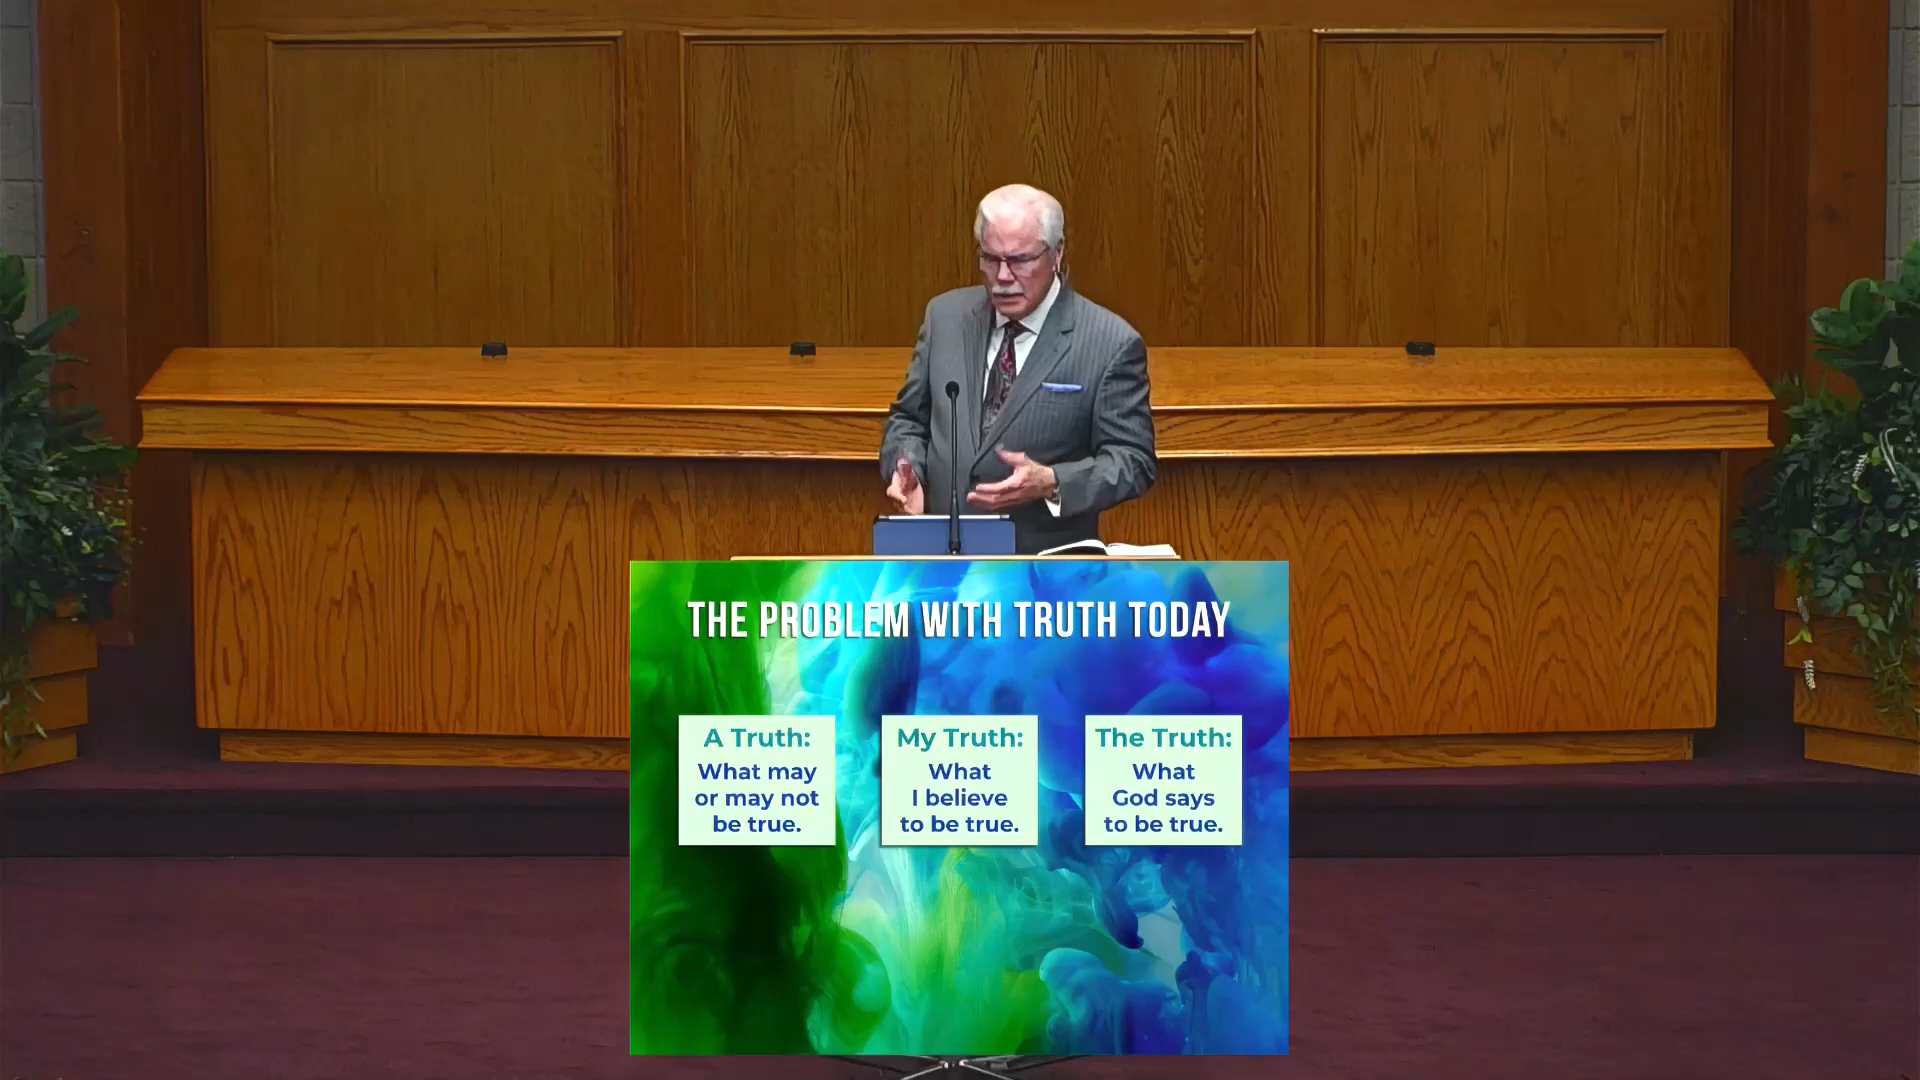 THE PROBLEM WITH TRUTH TODAY
A Truth:
What may
or may not
be true.
My Truth:
What
I believe
to be true.
The Truth:
What
God says
to be true.